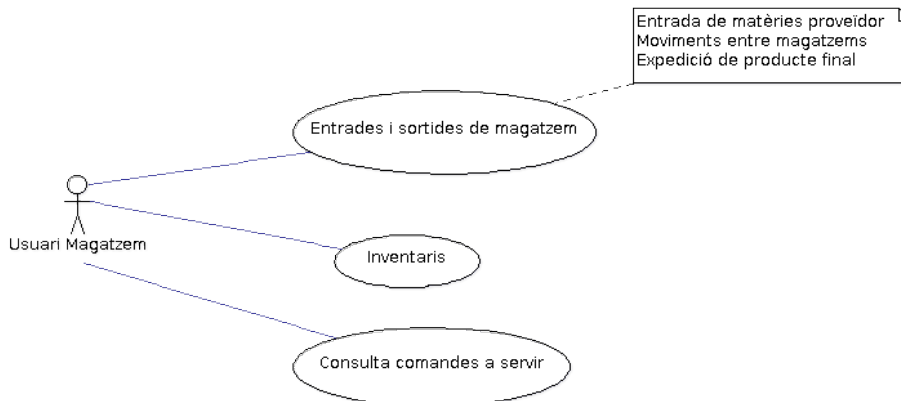 Entrada de matèries proveïdor
Moviments entre magatzems
Expedició de producte final
Entrades i sortides de magatzem
Usuari Magatzem
Inventaris
Consulta comandes a servir